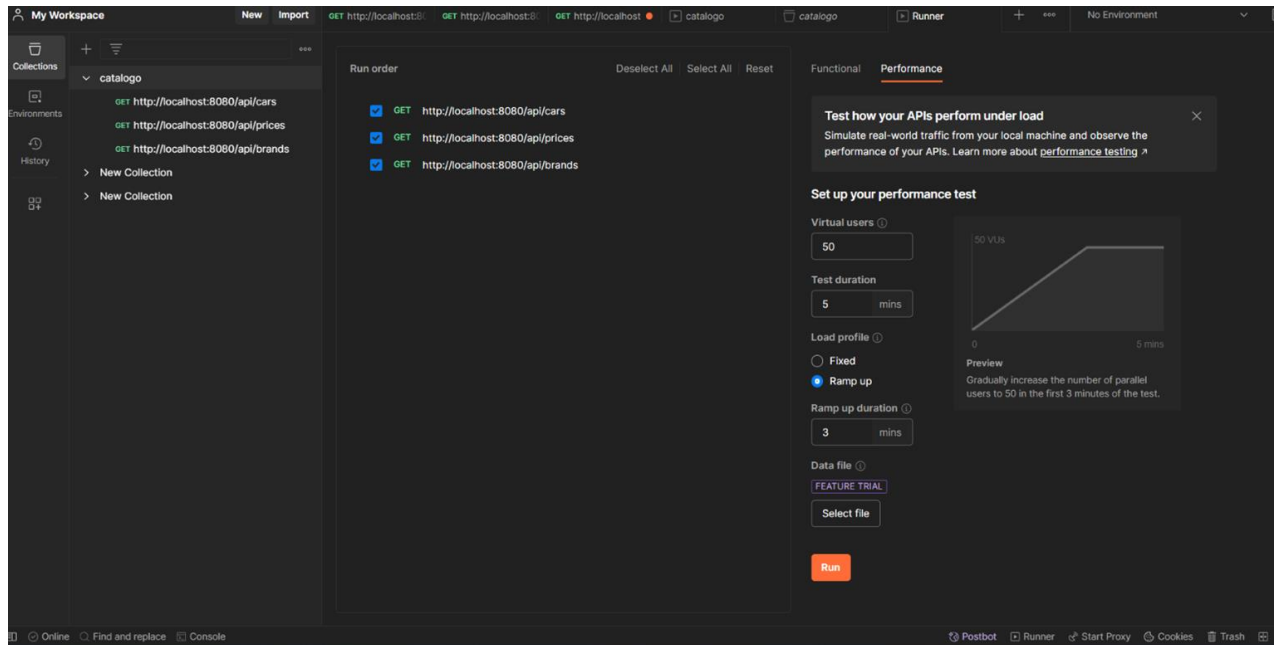 My Workspace
New
Import
GET http://localhost:8
GET http://localhost:8
GET http://localhost
catalogo
catalogo
Runner
No Environment
Collections
Environments
History
catalogo
GET http://localhost:8080/api/cars
GET http://localhost:8080/api/prices
GET http://localhost:8080/api/brands
New Collection
New Collection
Run order
Deselect All
Select All
Reset
GET http://localhost:8080/api/cars
GET http://localhost:8080/api/prices
GET http://localhost:8080/api/brands
Functional
Performance
Test how your APIs perform under load
Simulate real-world traffic from your local machine and observe the
performance of your APIs. Learn more about performance testing ↗
Set up your performance test
Virtual users
50
Test duration
5 mins
Load profile
Fixed
Ramp up
Ramp up duration
3 mins
Data file
FEATURE TRIAL
Select file
Run
50 VUs
0
5 mins
Preview
Gradually increase the number of parallel
users to 50 in the first 3 minutes of the test.
Online
Find and replace
Console
Postbot
Runner
Start Proxy
Cookies
Trash